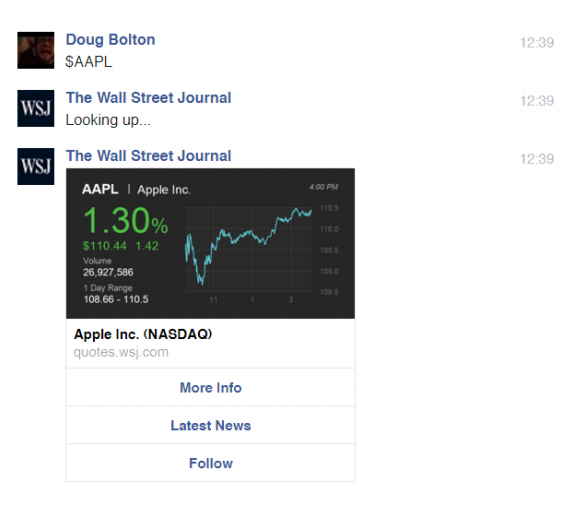 Doug Bolton 12:39
$AAPL
WSJ The Wall Street Journal 12:39
Looking up...
WSJ The Wall Street Journal 12:39
AAPL | Apple Inc. 4:00 PM
1.30%
$110.44 1.42
Volume
26,927,586
1 Day Range
108.66 - 110.5
110.5
110.0
109.5
109.0
108.5
11 1 3
Apple Inc. (NASDAQ)
quotes.wsj.com
More Info
Latest News
Follow